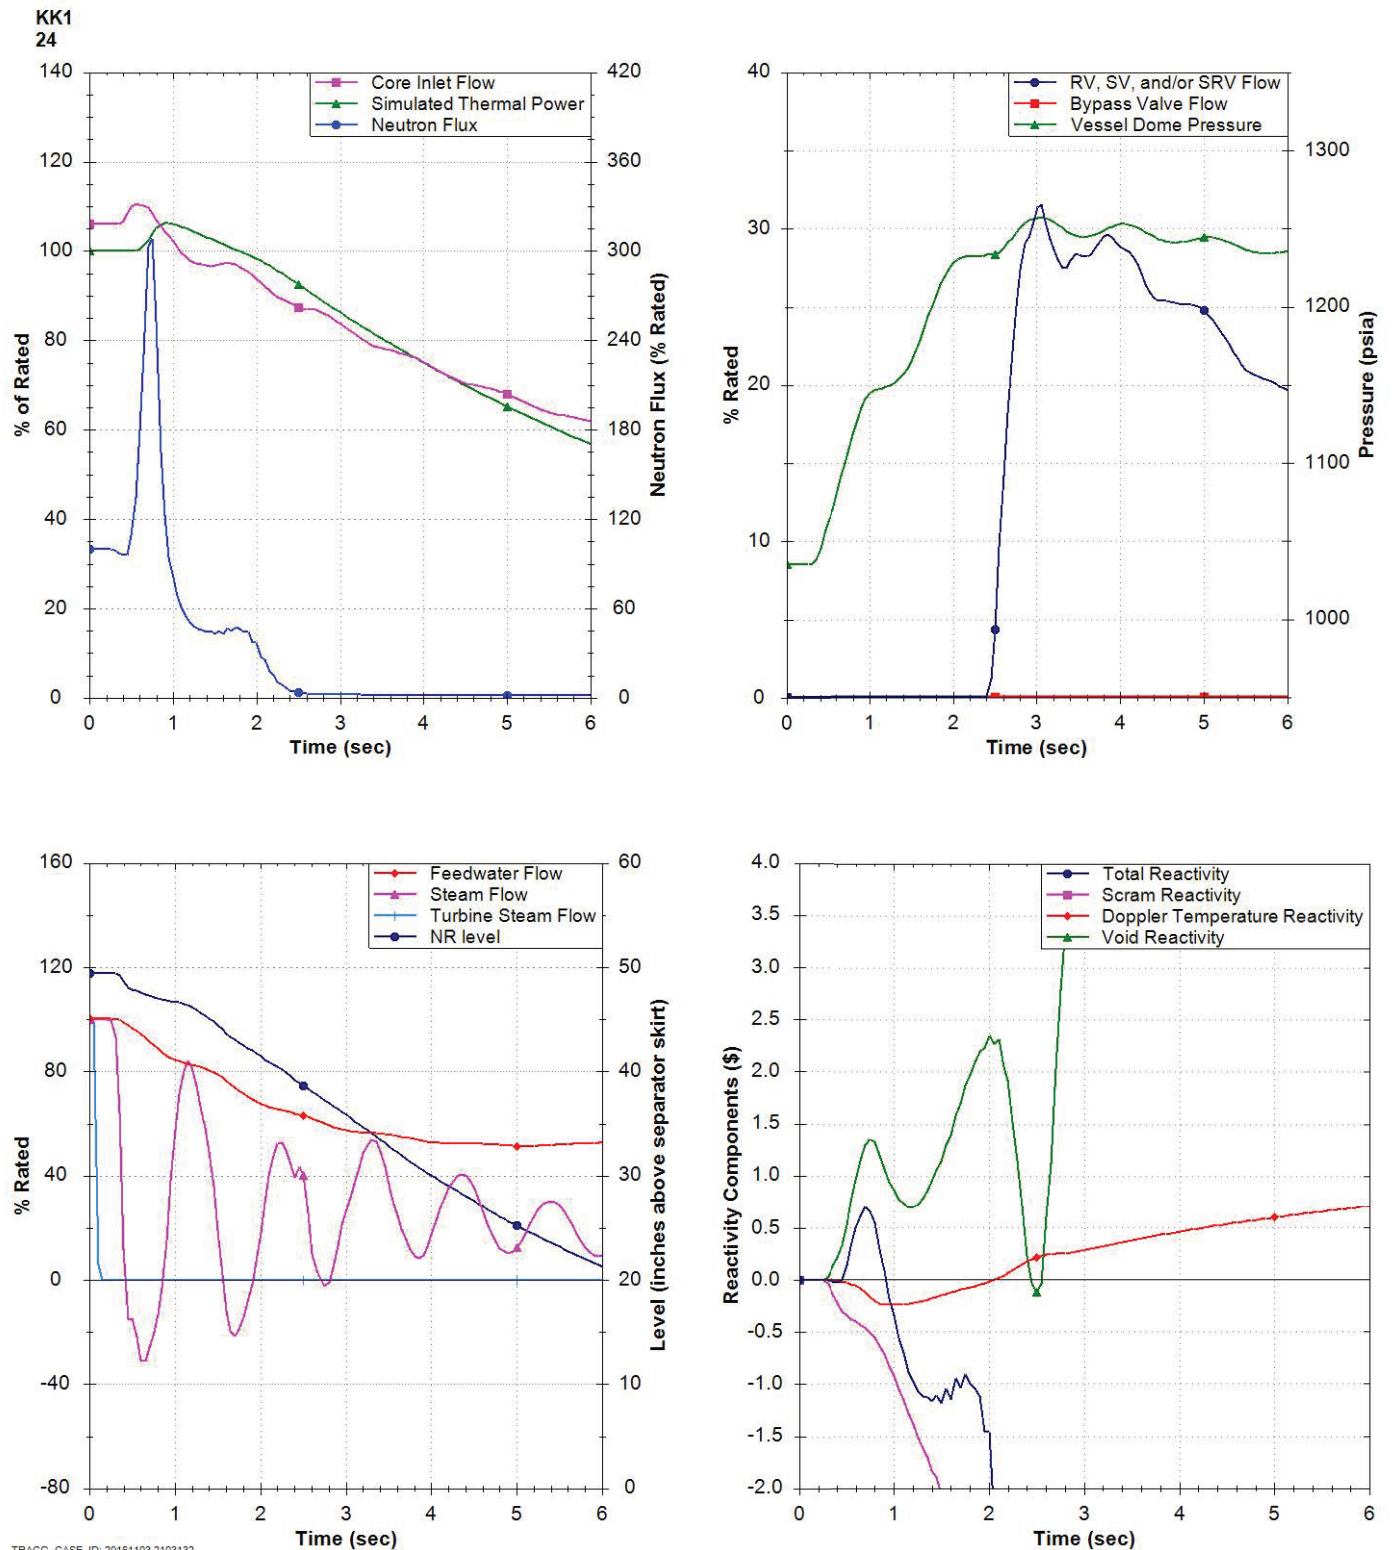 KK1
24
140
120
100
80
60
40
20
0
% of Rated
420
360
300
240
180
120
60
0
Neutron Flux (% Rated)
Core Inlet Flow
Simulated Thermal Power
Neutron Flux
0 1 2 3 4 5 6
Time (sec)
40
30
20
10
0
% Rated
1300
1200
1100
1000
Pressure (psia)
RV, SV, and/or SRV Flow
Bypass Valve Flow
Vessel Dome Pressure
0 1 2 3 4 5 6
Time (sec)
160
120
80
40
0
-40
-80
% Rated
60
50
40
30
20
10
0
Level (inches above separator skirt)
Feedwater Flow
Steam Flow
Turbine Steam Flow
NR level
0 1 2 3 4 5 6
Time (sec)
4.0
3.5
3.0
2.5
2.0
1.5
1.0
0.5
0.0
-0.5
-1.0
-1.5
-2.0
Reactivity Components ($)
Total Reactivity
Scram Reactivity
Doppler Temperature Reactivity
Void Reactivity
0 1 2 3 4 5 6
Time (sec)